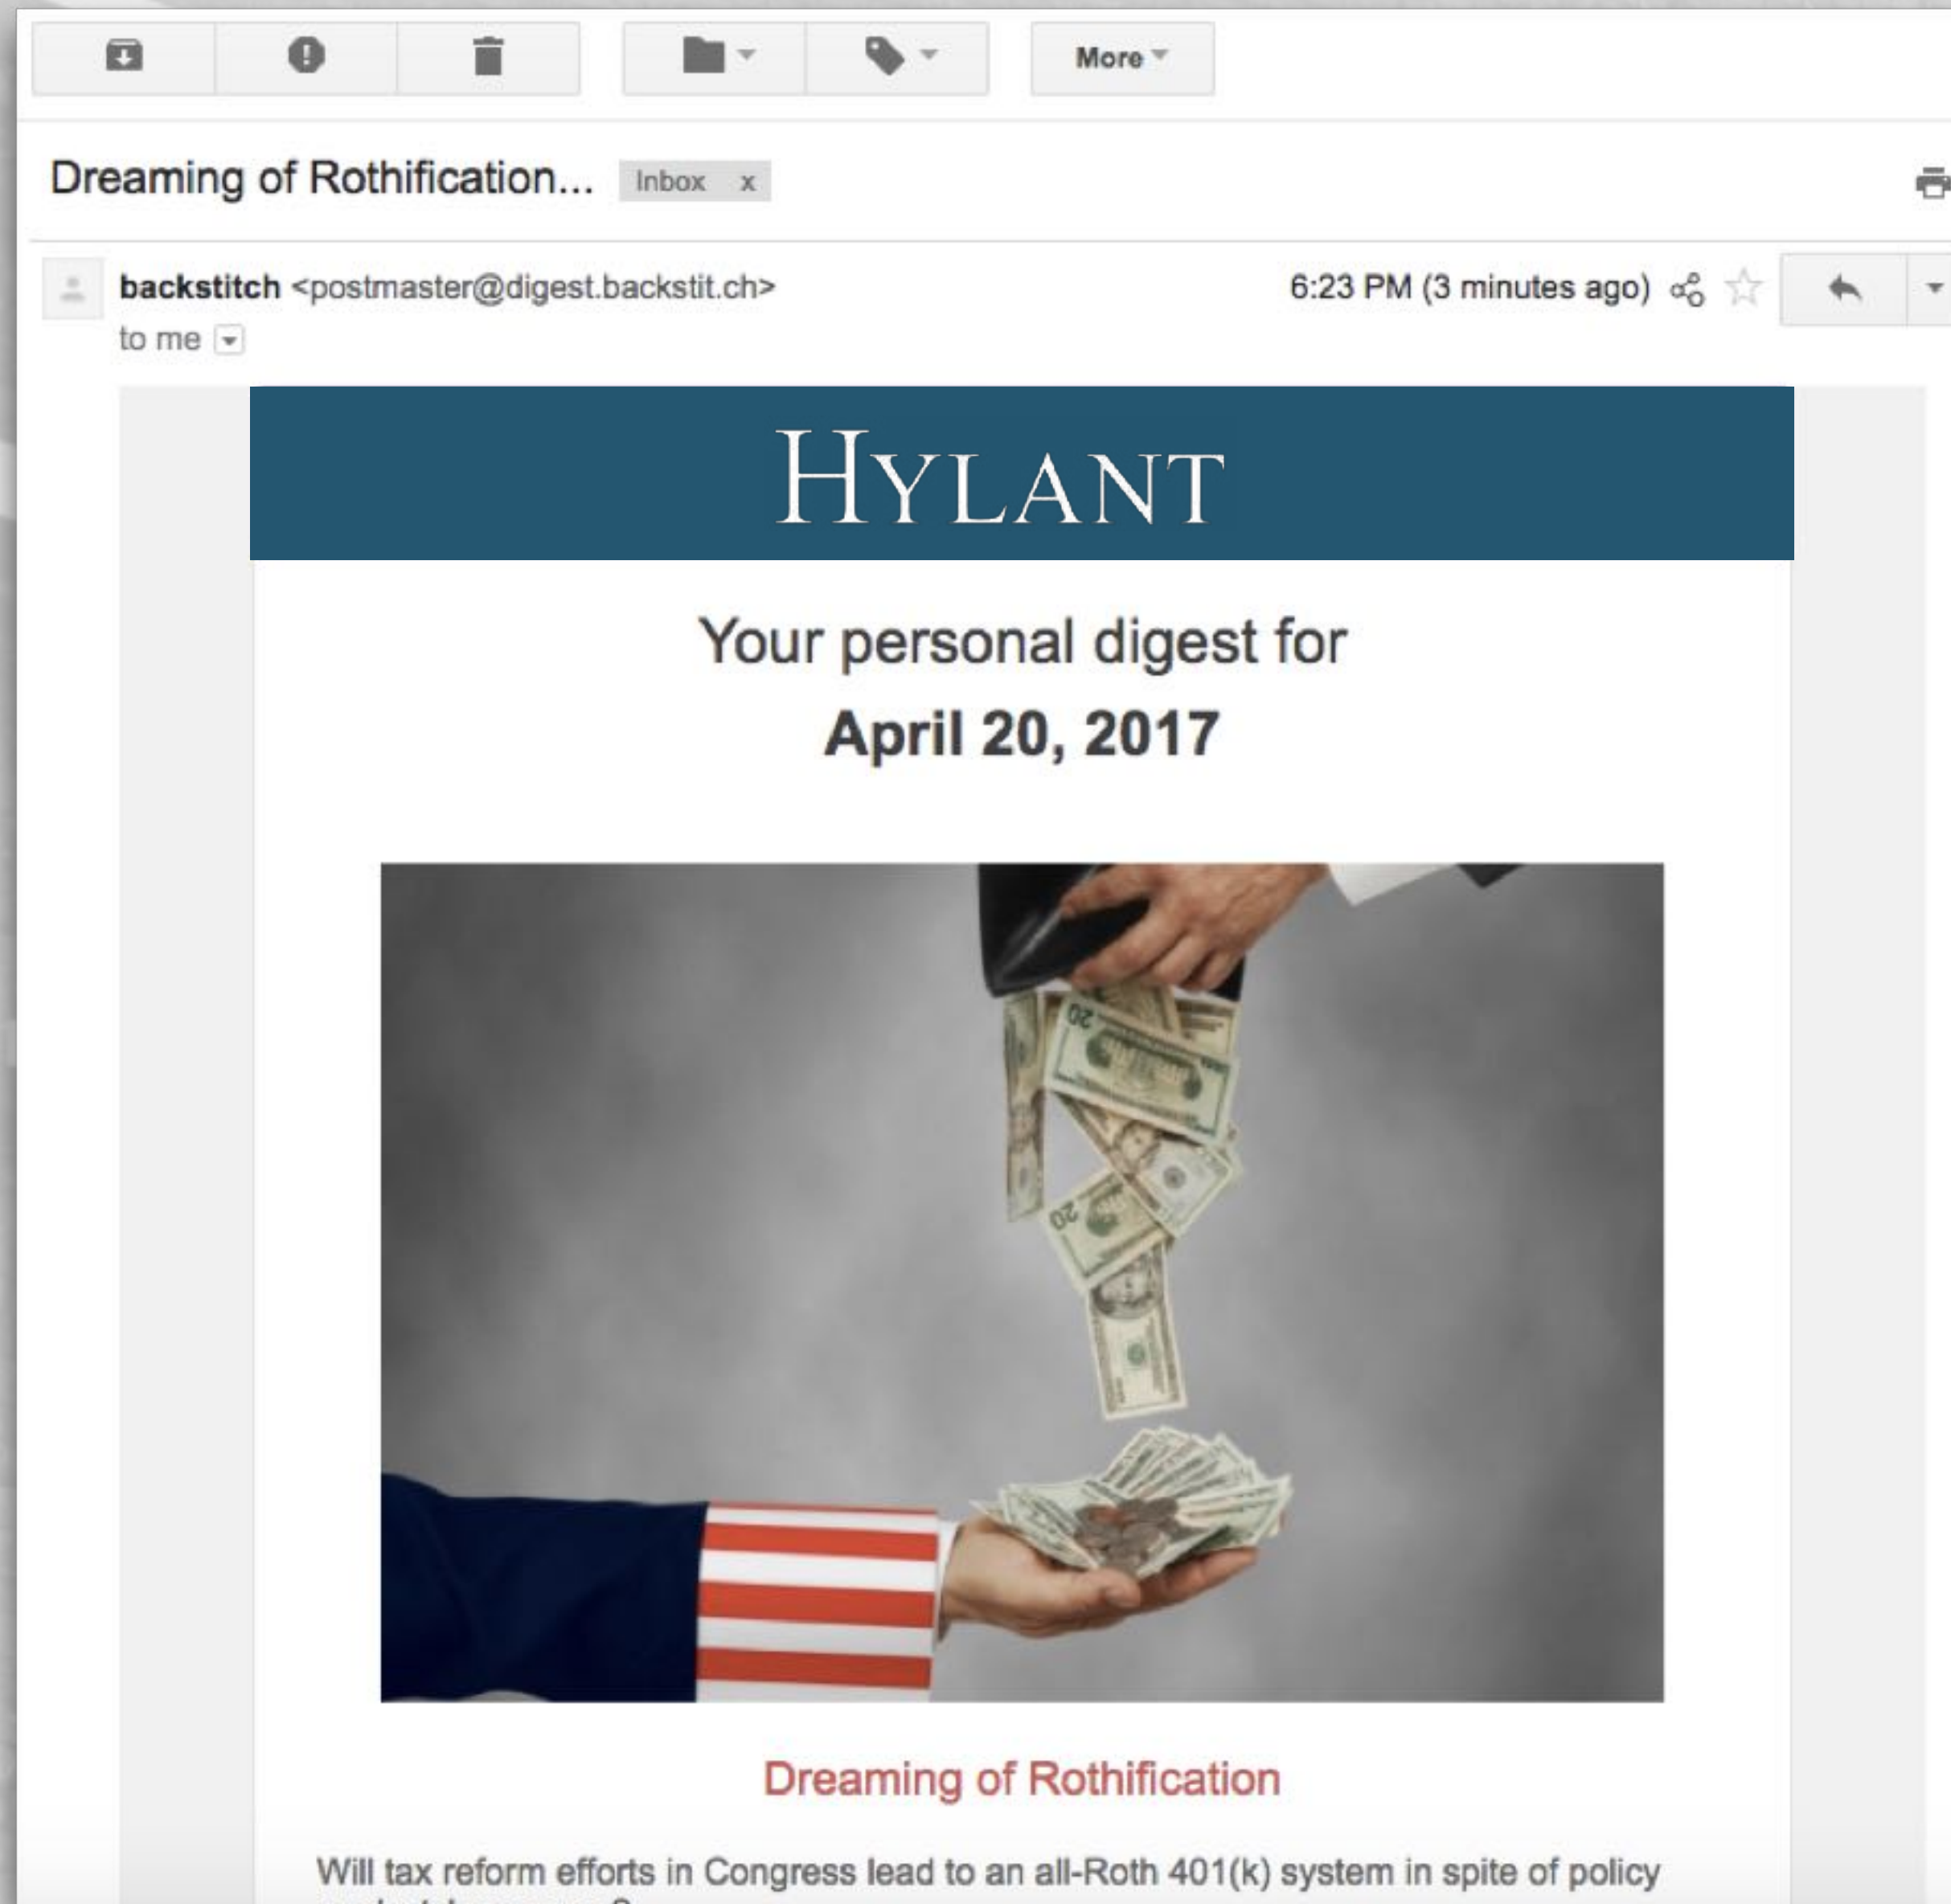 More
Dreaming of Rothification... Inbox x
backstitch <postmaster@digest.backstit.ch> 6:23 PM (3 minutes ago)
to me
HYLANT
Your personal digest for
April 20, 2017
20
20
Dreaming of Rothification
Will tax reform efforts in Congress lead to an all-Roth 401(k) system in spite of policy